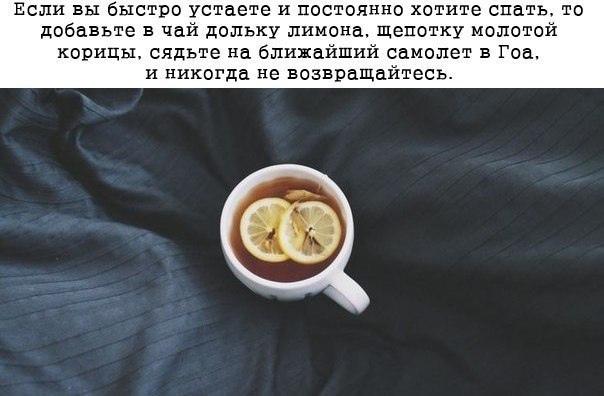 Если вы быстро устаете и постоянно хотите спать, то
добавьте в чай дольку лимона, щепотку молотой
корицы, сядьте на ближайший самолет в Гоа,
и никогда не возвращайтесь.